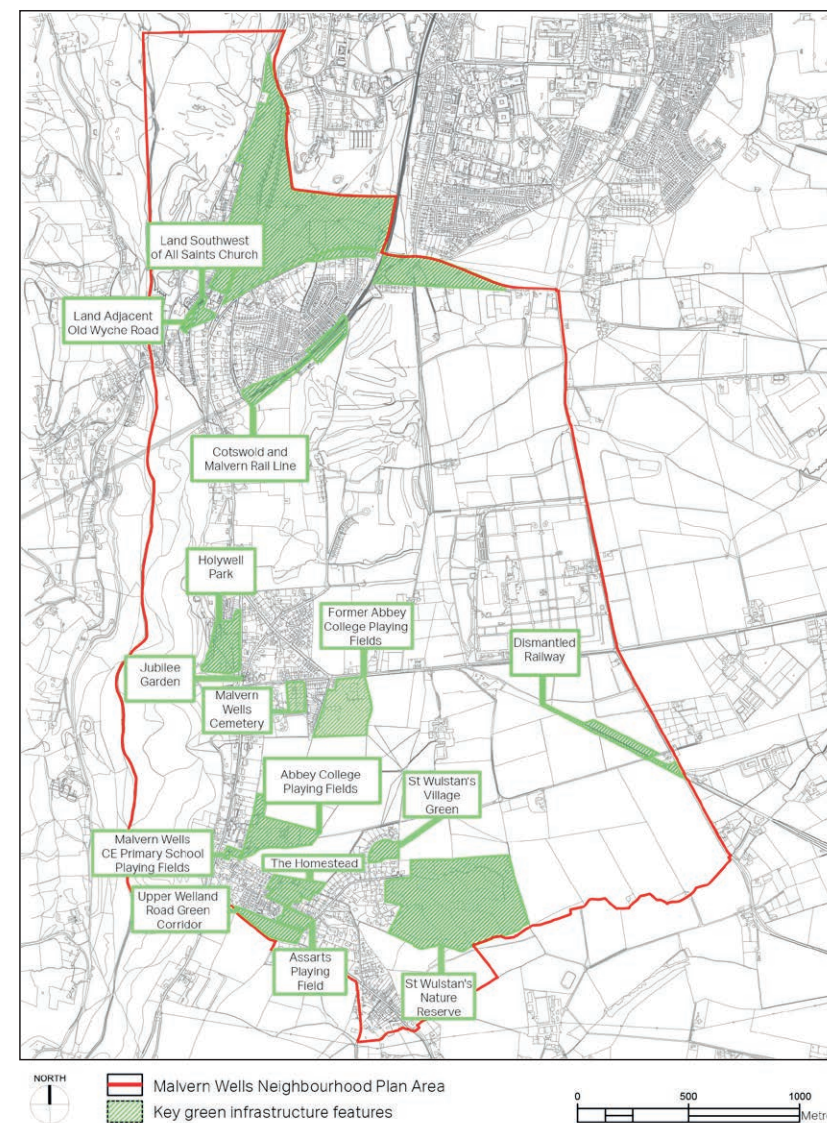 Land Southwest
of All Saints Church
Land Adjacent
Old Wyche Road
Cotswold and
Malvern Rail Line
Holywell
Park
Former Abbey
College Playing
Fields
Dismantled
Railway
Jubilee
Garden
Malvern
Wells
Cemetery
Abbey College
Playing Fields
St Wulstan's
Village
Green
Malvern Wells
CE Primary School
Playing Fields
The Homestead
Upper Welland
Road Green
Corridor
Assarts
Playing
Field
St Wulstan's
Nature
Reserve
NORTH
Malvern Wells Neighbourhood Plan Area
Key green infrastructure features
0 500 1000
Metre